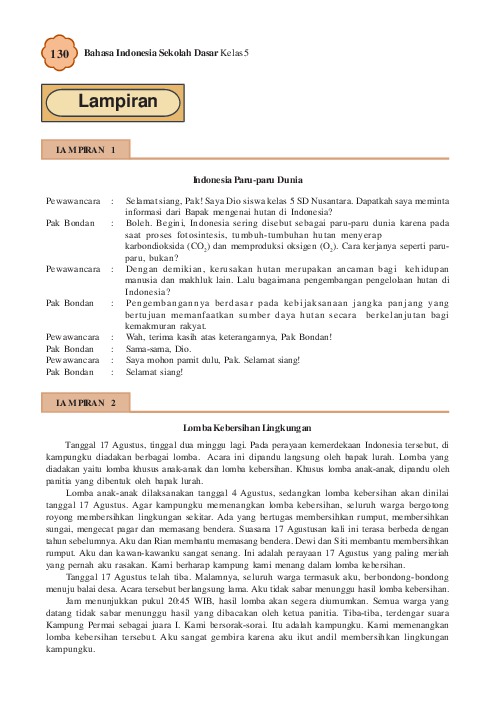 130 Bahasa Indonesia Sekolah Dasar Kelas 5
Lampiran
LAMPIRAN 1
Indonesia Paru-paru Dunia
Pewawancara : Selamat siang, Pak! Saya Dio siswa kelas 5 SD Nusantara. Dapatkah saya meminta
informasi dari Bapak mengenai hutan di Indonesia?
Pak Bondan : Boleh. Begini, Indonesia sering disebut sebagai paru-paru dunia karena pada
saat proses fotosintesis, tumbuh-tumbuhan hutan menyerap
karbondioksida (CO2) dan memproduksi oksigen (O2). Cara kerjanya seperti paru-
paru, bukan?
Pewawancara : Dengan demikian, kerusakan hutan merupakan ancaman bagi kehidupan
manusia dan makhluk lain. Lalu bagaimana pengembangan pengelolaan hutan di
Indonesia?
Pak Bondan : Pengembangannya berdasar pada kebijaksanaan jangka panjang yang
bertujuan memanfaatkan sumber daya hutan secara berkelanjutan bagi
kemakmuran rakyat.
Pewawancara : Wah, terima kasih atas keterangannya, Pak Bondan!
Pak Bondan : Sama-sama, Dio.
Pewawancara : Saya mohon pamit dulu, Pak. Selamat siang!
Pak Bondan : Selamat siang!
LAMPIRAN 2
Lomba Kebersihan Lingkungan
Tanggal 17 Agustus, tinggal dua minggu lagi. Pada perayaan kemerdekaan Indonesia tersebut, di
kampungku diadakan berbagai lomba. Acara ini dipandu langsung oleh bapak lurah. Lomba yang
diadakan yaitu lomba khusus anak-anak dan lomba kebersihan. Khusus lomba anak-anak, dipandu oleh
panitia yang dibentuk oleh bapak lurah.
Lomba anak-anak dilaksanakan tanggal 4 Agustus, sedangkan lomba kebersihan akan dinilai
tanggal 17 Agustus. Agar kampungku memenangkan lomba kebersihan, seluruh warga bergotong
royong membersihkan lingkungan sekitar. Ada yang bertugas membersihkan rumput, membersihkan
sungai, mengecat pagar dan memasang bendera. Suasana 17 Agustusan kali ini terasa berbeda dengan
tahun sebelumnya. Aku dan Rian membantu memasang bendera. Dewi dan Siti membantu membersihkan
rumput. Aku dan kawan-kawanku sangat senang. Ini adalah perayaan 17 Agustus yang paling meriah
yang pernah aku rasakan. Kami berharap kampung kami menang dalam lomba kebersihan.
Tanggal 17 Agustus telah tiba. Malamnya, seluruh warga termasuk aku, berbondong-bondong
menuju balai desa. Acara tersebut berlangsung lama. Aku tidak sabar menunggu hasil lomba kebersihan.
Jam menunjukkan pukul 20:45 WIB, hasil lomba akan segera diumumkan. Semua warga yang
datang tidak sabar menunggu hasil yang dibacakan oleh ketua panitia. Tiba-tiba, terdengar suara
Kampung Permai sebagai juara I. Kami bersorak-sorai. Itu adalah kampungku. Kami memenangkan
lomba kebersihan tersebut. Aku sangat gembira karena aku ikut andil membersihkan lingkungan
kampungku.